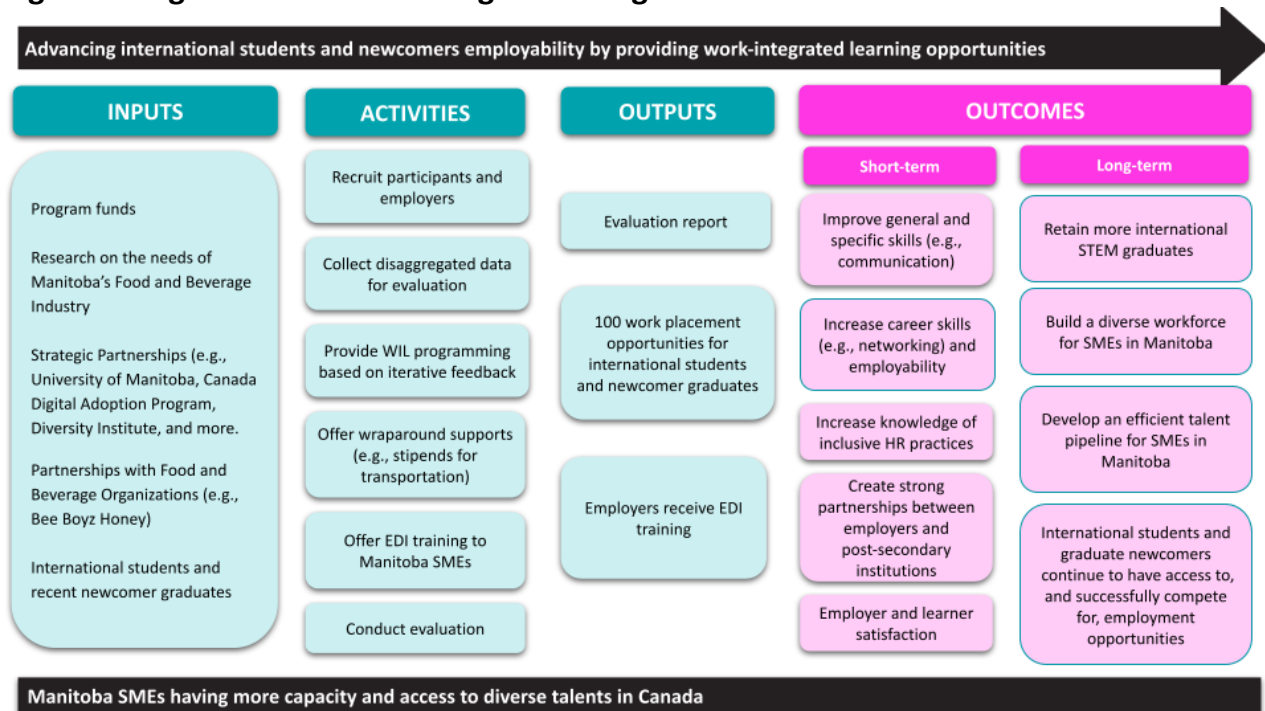 Advancing international students and newcomers employability by providing work-integrated learning opportunities
INPUTS
Program funds
Research on the needs of
Manitoba's Food and Beverage
Industry
Strategic Partnerships (e.g.,
University of Manitoba, Canada
Digital Adoption Program,
Diversity Institute, and more.
Partnerships with Food and
Beverage Organizations (e.g.,
Bee Boyz Honey)
International students and
recent newcomer graduates
ACTIVITIES
Recruit participants and
employers
Collect disaggregated data
for evaluation
Provide WIL programming
based on iterative feedback
Offer wraparound supports
(e.g., stipends for
transportation)
Offer EDI training to
Manitoba SMEs
Conduct evaluation
OUTPUTS
Evaluation report
100 work placement
opportunities for
international students
and newcomer graduates
Employers receive EDI
training
OUTCOMES
Short-term
Improve general and
specific skills (e.g.,
communication)
Increase career skills
(e.g., networking) and
employability
Increase knowledge of
inclusive HR practices
Create strong
partnerships between
employers and
post-secondary
institutions
Employer and learner
satisfaction
Long-term
Retain more international
STEM graduates
Build a diverse workforce
for SMEs in Manitoba
Develop an efficient talent
pipeline for SMEs in
Manitoba
International students and
graduate newcomers
continue to have access to,
and successfully compete
for, employment
opportunities
Manitoba SMEs having more capacity and access to diverse talents in Canada